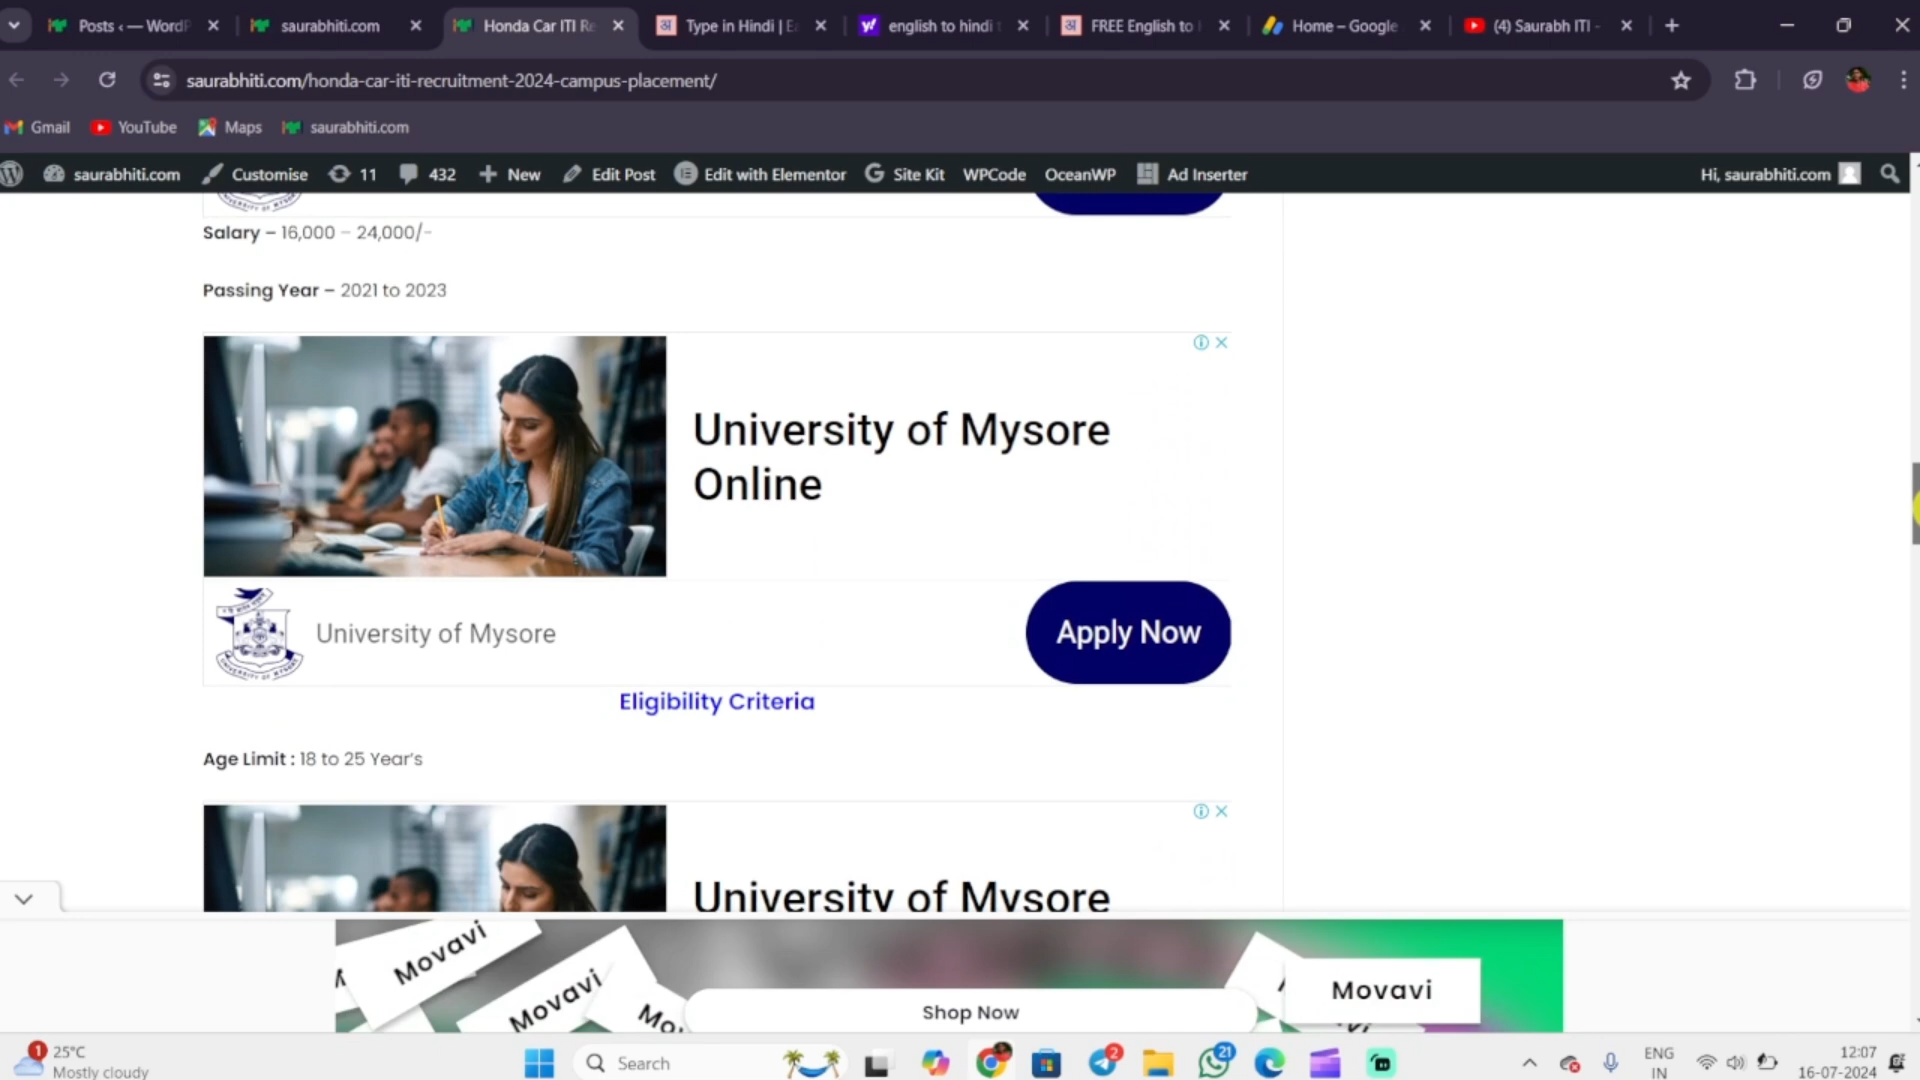 Posts ‹ — WordP
saurabhiti.com
Honda Car ITI Re
Type in Hindi | Ea
english to hindi t
FREE English to
Home – Google
(4) Saurabh ITI -
saurabhiti.com/honda-car-iti-recruitment-2024-campus-placement/
Gmail
YouTube
Maps
saurabhiti.com
saurabhiti.com
Customise
11
432
New
Edit Post
Edit with Elementor
Site Kit
WPCode
OceanWP
Ad Inserter
Hi, saurabhiti.com
Salary – 16,000 – 24,000/-
Passing Year – 2021 to 2023
University of Mysore
Online
University of Mysore
Apply Now
Eligibility Criteria
Age Limit : 18 to 25 Year's
University of Mysore
Movavi
Movavi
Mo
Shop Now
Movavi
1
25°C
Mostly cloudy
Search
2
21
ENG
IN
12:07
16-07-2024